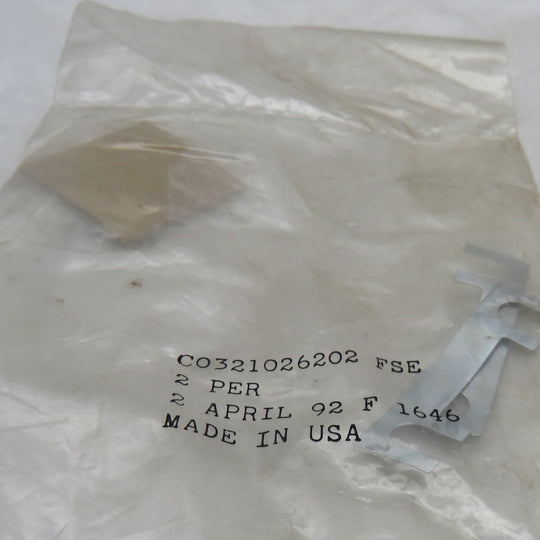 CO321026202 FSE
2 PER
2 APRIL 92 F 1646
MADE IN USA